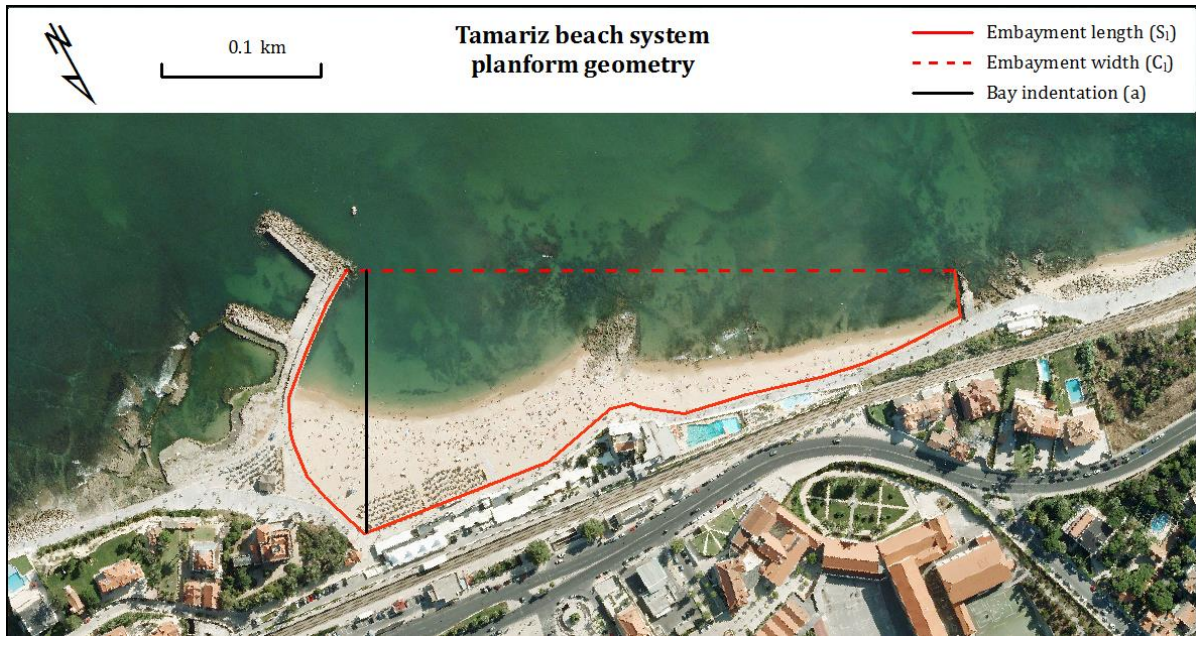 N
0.1 km
Tamariz beach system
planform geometry
Embayment length (Sₗ)
Embayment width (Cₗ)
Bay indentation (a)